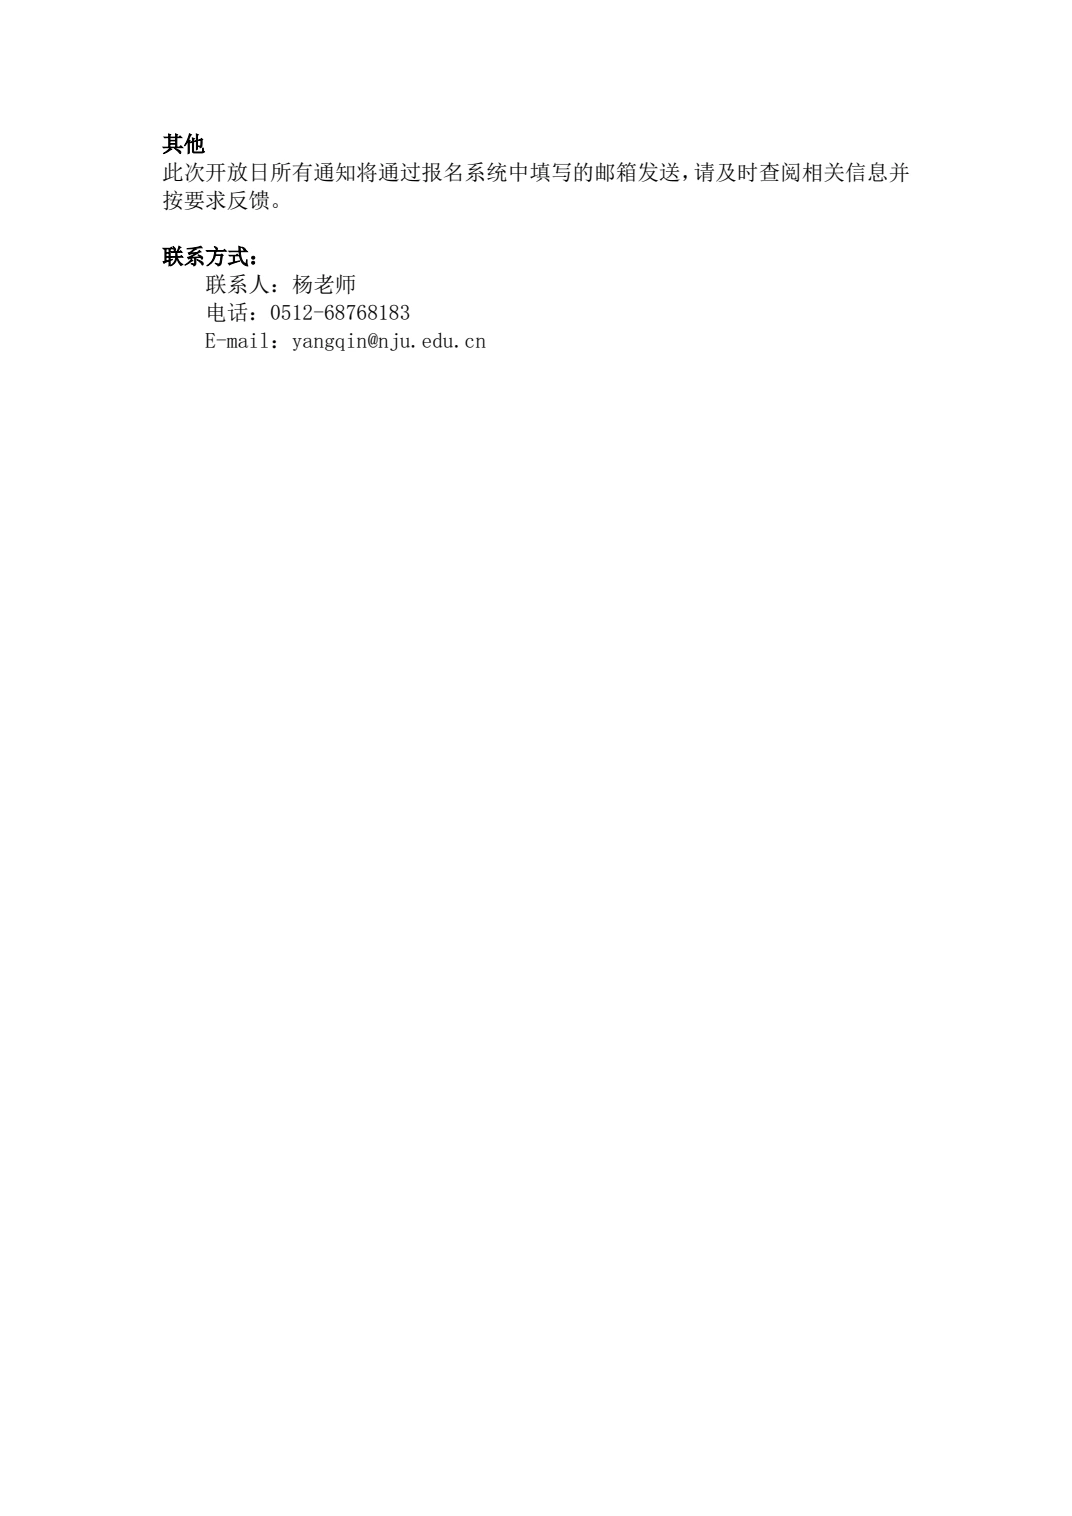 其他
此次开放日所有通知将通过报名系统中填写的邮箱发送，请及时查阅相关信息并
按要求反馈。
联系方式：
联系人：杨老师
电话：0512-68768183
E-mail：yangqin@nju.edu.cn